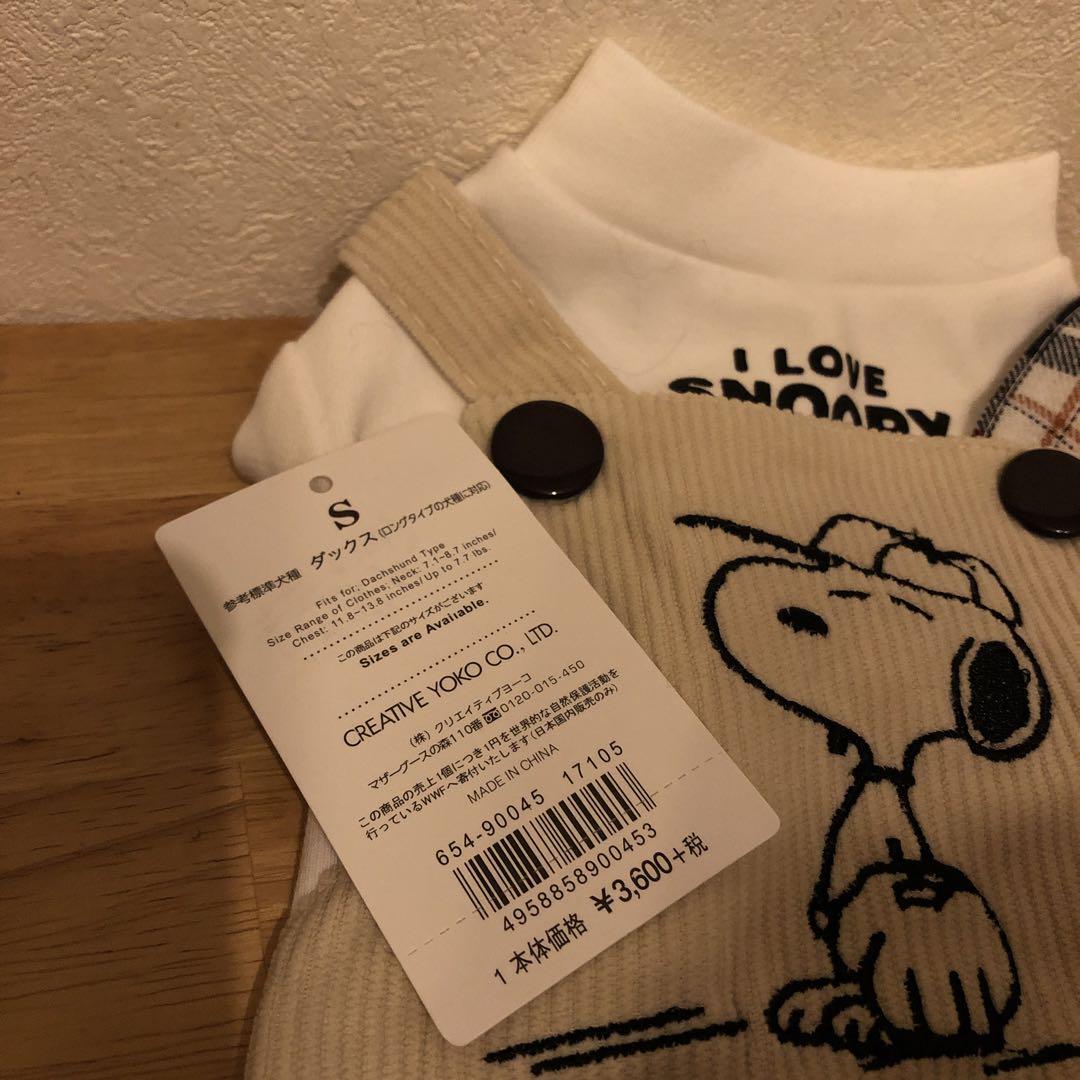 I LOVE
SNOOPY
S
参考標準犬種 ダックス(ロングタイプの犬種に対応)
Fits for: Dachshund Type
Size Range of Clothes: Neck: 7.1~8.7 inches/
Chest: 11.8~13.8 inches/ Up to 7.7 lbs.
この商品は下記のサイズがございます
Sizes are Available.
CREATIVE YOKO CO., LTD.
(株) クリエイティブヨーコ
マザーグースの森110番 0120-015-450
この商品の売上1個につき1円を世界的な自然保護活動を
行っているWWFへ寄付いたします(日本国内販売のみ)
MADE IN CHINA
654-90045 17105
4958858900453
1 本体価格 ¥3,600+税